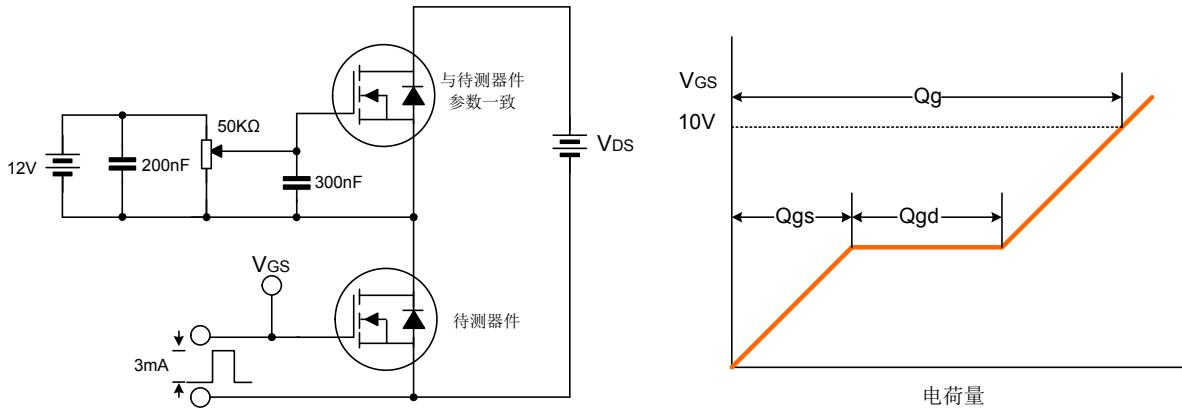 与待测器件
参数一致
50KΩ
12V
200nF
300nF
VDS
VGS
待测器件
3mA
VGS
10V
Qg
Qgs
Qgd
电荷量